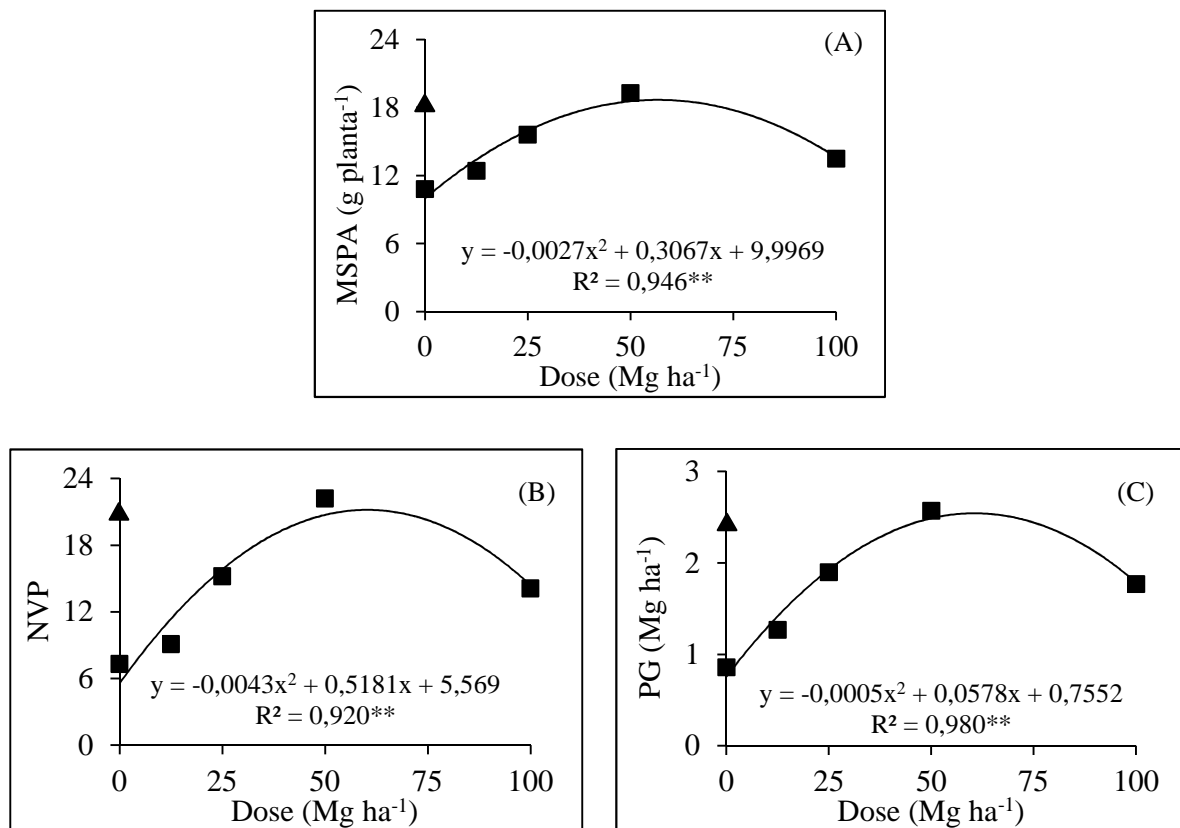 (A)
24
18
12
6
0
MSPA (g planta⁻¹)
y = -0,0027x² + 0,3067x + 9,9969
R² = 0,946**
0 25 50 75 100
Dose (Mg ha⁻¹)
(B)
24
18
12
6
0
NVP
y = -0,0043x² + 0,5181x + 5,569
R² = 0,920**
0 25 50 75 100
Dose (Mg ha⁻¹)
(C)
3
2
1
0
PG (Mg ha⁻¹)
y = -0,0005x² + 0,0578x + 0,7552
R² = 0,980**
0 25 50 75 100
Dose (Mg ha⁻¹)